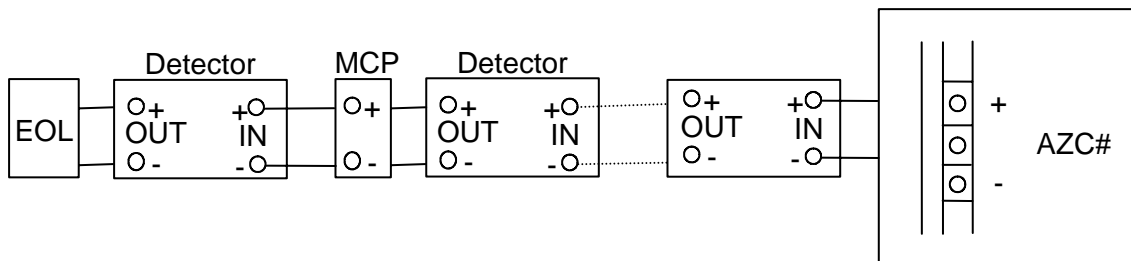 Detector MCP Detector
EOL + OUT - + IN - + - + OUT - + IN - + OUT - + IN - + - AZC#